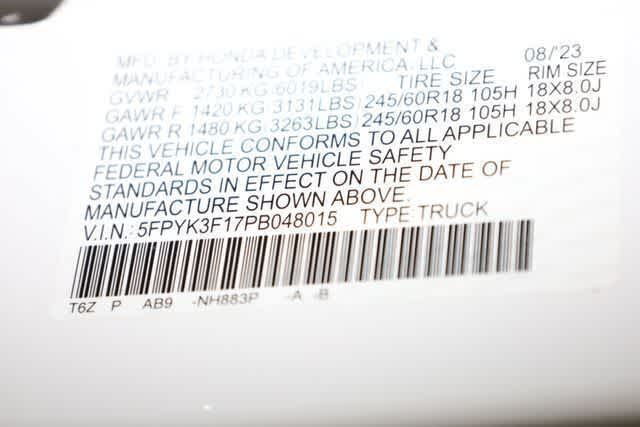 MFD. BY HONDA DEVELOPMENT &
MANUFACTURING OF AMERICA, LLC 08/'23
GVWR 2730 KG(6019LBS) TIRE SIZE RIM SIZE
GAWR F 1420 KG(3131LBS) 245/60R18 105H 18X8.0J
GAWR R 1480 KG(3263LBS) 245/60R18 105H 18X8.0J
THIS VEHICLE CONFORMS TO ALL APPLICABLE
FEDERAL MOTOR VEHICLE SAFETY
STANDARDS IN EFFECT ON THE DATE OF
MANUFACTURE SHOWN ABOVE.
V.I.N.: 5FPYK3F17PB048015 TYPE: TRUCK
T6Z P AB9 -NH883P -A -B